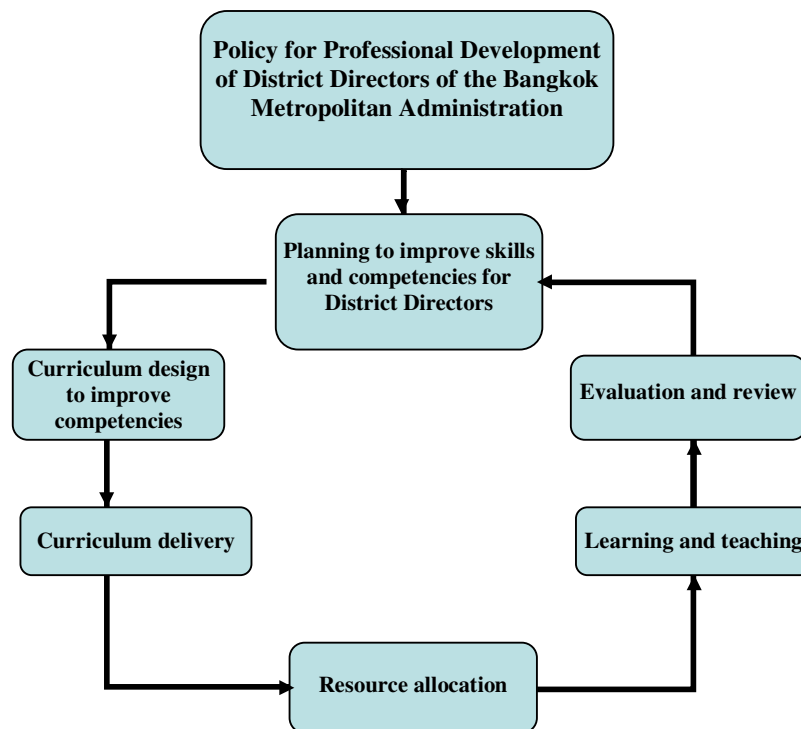 Policy for Professional Development
of District Directors of the Bangkok
Metropolitan Administration
Planning to improve skills
and competencies for
District Directors
Curriculum design
to improve
competencies
Evaluation and review
Curriculum delivery
Learning and teaching
Resource allocation